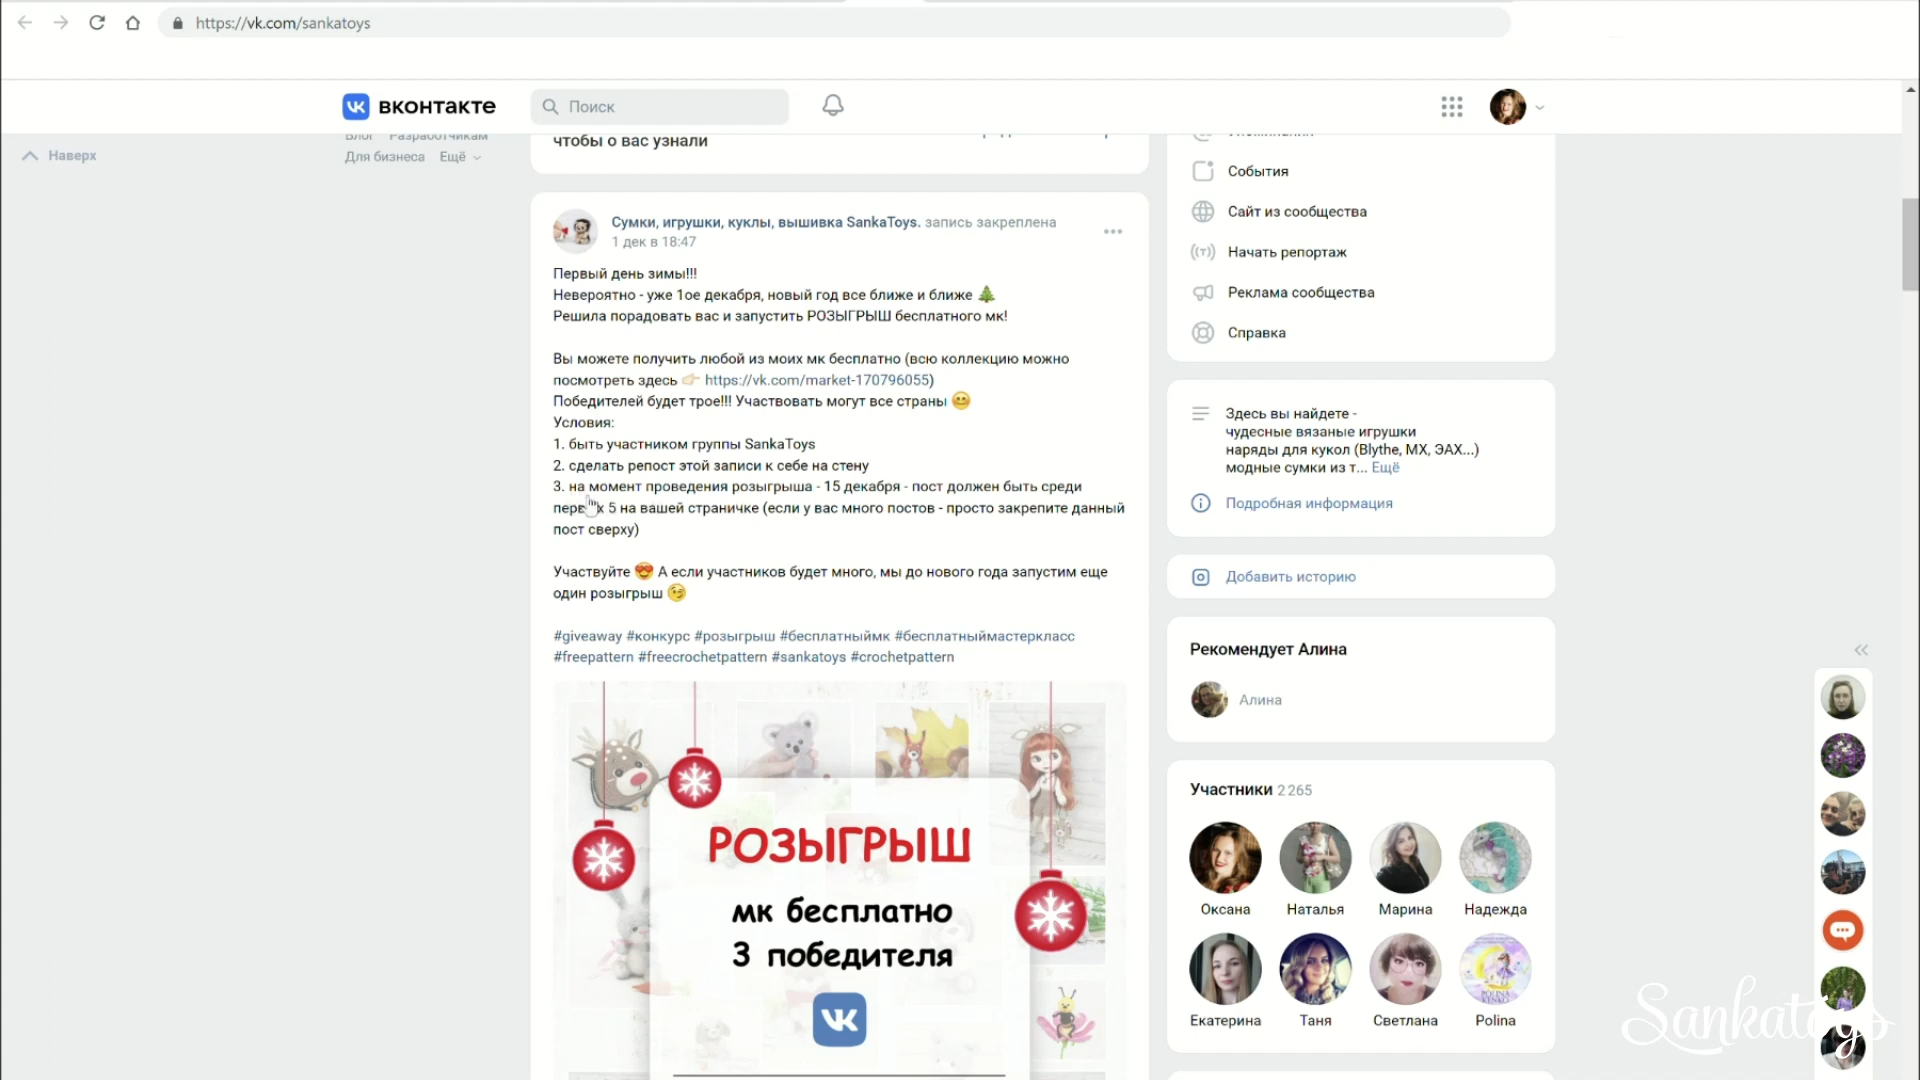 https://vk.com/sankatoys
вконтакте
Поиск
Наверх
Блог Разработчикам
Для бизнеса Ещё
чтобы о вас узнали
Сумки, игрушки, куклы, вышивка SankaToys. запись закреплена
1 дек в 18:47
Первый день зимы!!!
Невероятно - уже 1ое декабря, новый год все ближе и ближе 🎄
Решила порадовать вас и запустить РОЗЫГРЫШ бесплатного мк!
Вы можете получить любой из моих мк бесплатно (всю коллекцию можно
посмотреть здесь 👉🏻 https://vk.com/market-170796055)
Победителей будет трое!!! Участвовать могут все страны 😊
Условия:
1. быть участником группы SankaToys
2. сделать репост этой записи к себе на стену
3. на момент проведения розыгрыша - 15 декабря - пост должен быть среди
первых 5 на вашей страничке (если у вас много постов - просто закрепите данный
пост сверху)
Участвуйте 😍 А если участников будет много, мы до нового года запустим еще
один розыгрыш 😉
#giveaway #конкурс #розыгрыш #бесплатныймк #бесплатныймастеркласс
#freepattern #freecrochetpattern #sankatoys #crochetpattern
РОЗЫГРЫШ
мк бесплатно
3 победителя
События
Сайт из сообщества
Начать репортаж
Реклама сообщества
Справка
Здесь вы найдете -
чудесные вязаные игрушки
наряды для кукол (Blythe, МХ, ЭАХ...)
модные сумки из т... Ещё
Подробная информация
Добавить историю
Рекомендует Алина
Алина
Участники 2 265
Оксана Наталья Марина Надежда
Екатерина Таня Светлана Polina
Sankatoys